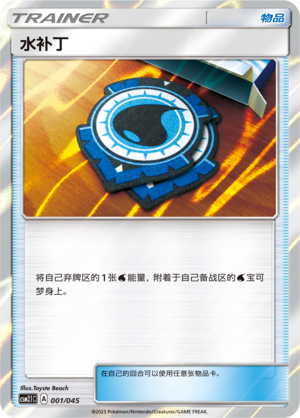 TRAINER 物品
水补丁
将自己弃牌区的1张能量，附着于自己备战区的宝可
梦身上。
在自己的回合可以使用任意张物品卡。
Illus.Toyste Beach
A 001/045
©2023 Pokémon/Nintendo/Creatures/GAME FREAK.